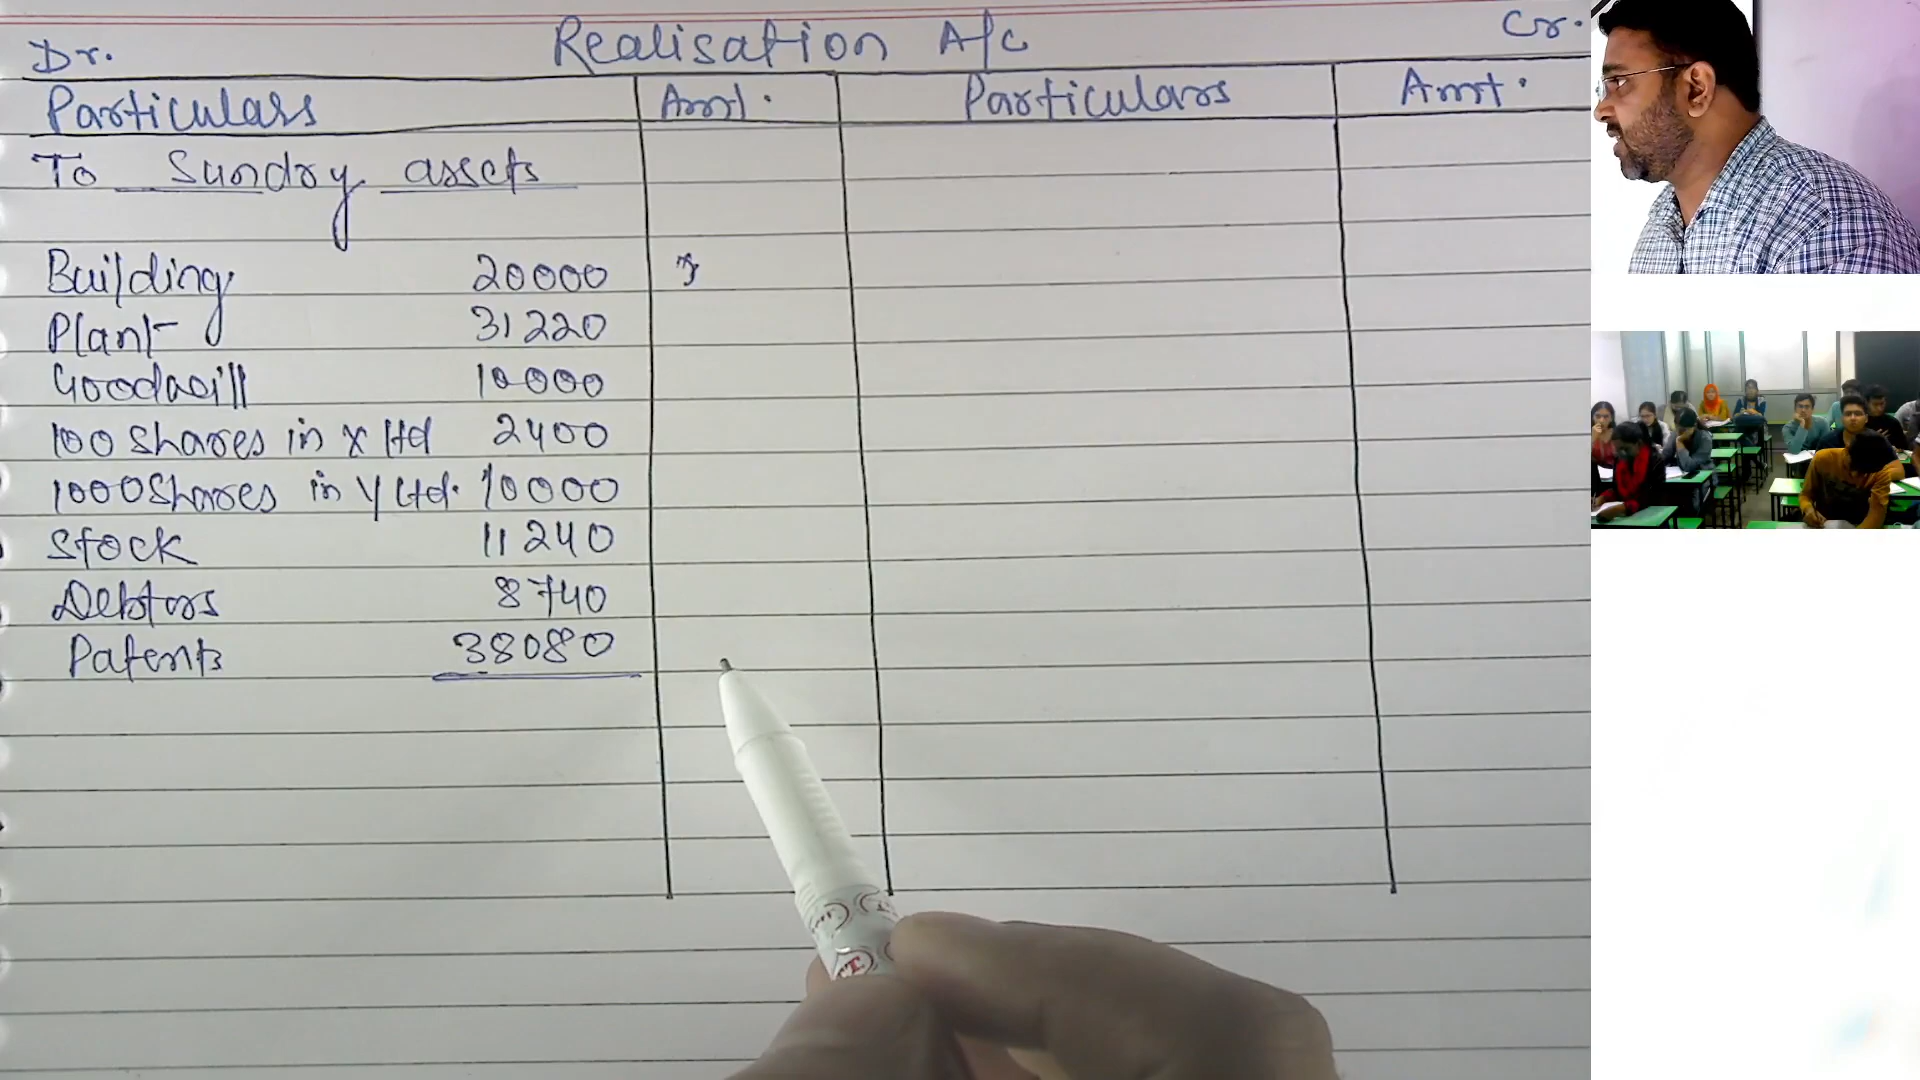 Dr. Realisation A/c Cr.
Particulars Amt. Particulars Amt.
To Sundry assets
Building 20000
Plant 31220
Goodwill 10000
100 Shares in X ltd 2400
1000 Shares in Y Ltd. 10000
Stock 11240
Debtors 8740
Patents 38080